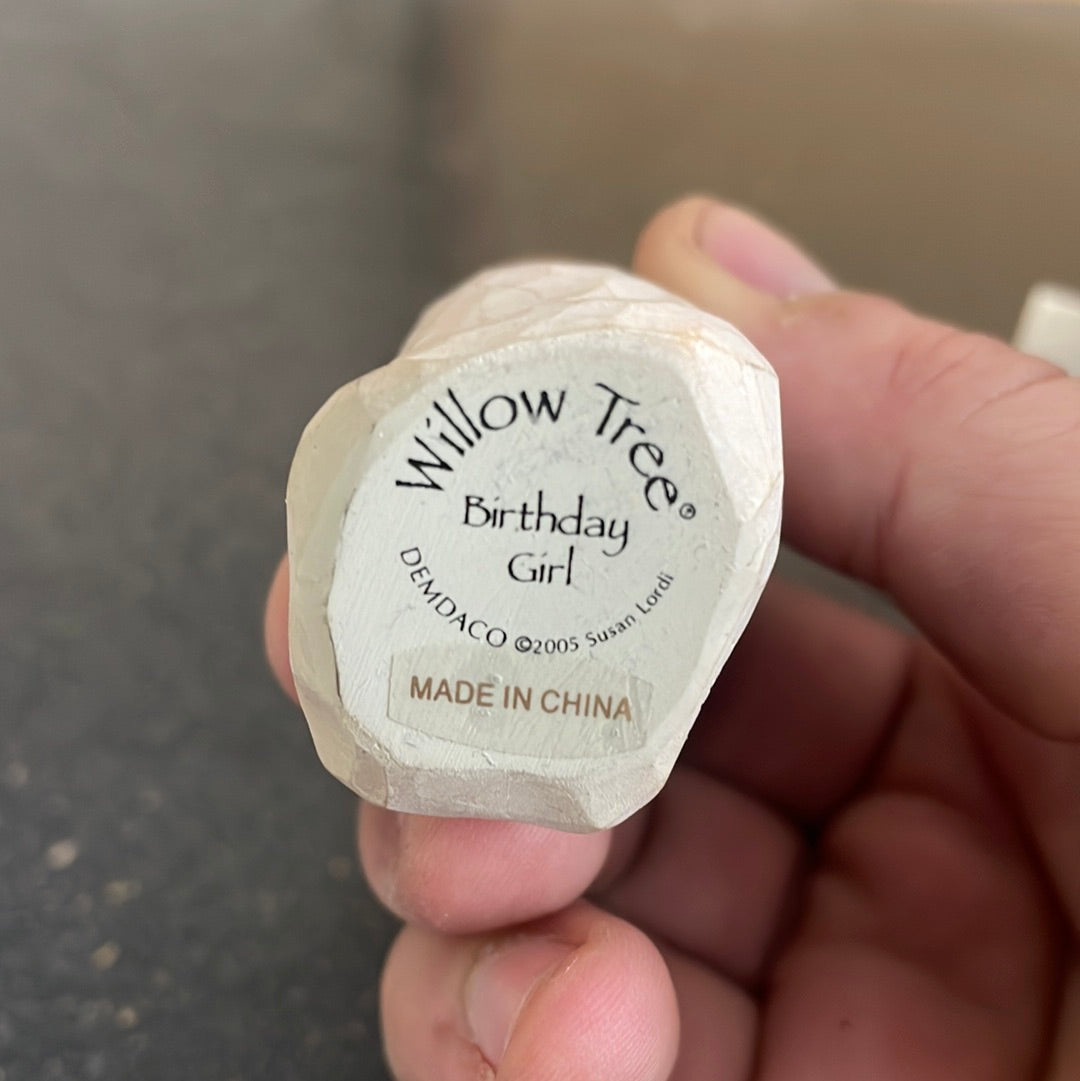 Willow Tree®
Birthday
Girl
DEMDACO ©2005 Susan Lordi
MADE IN CHINA